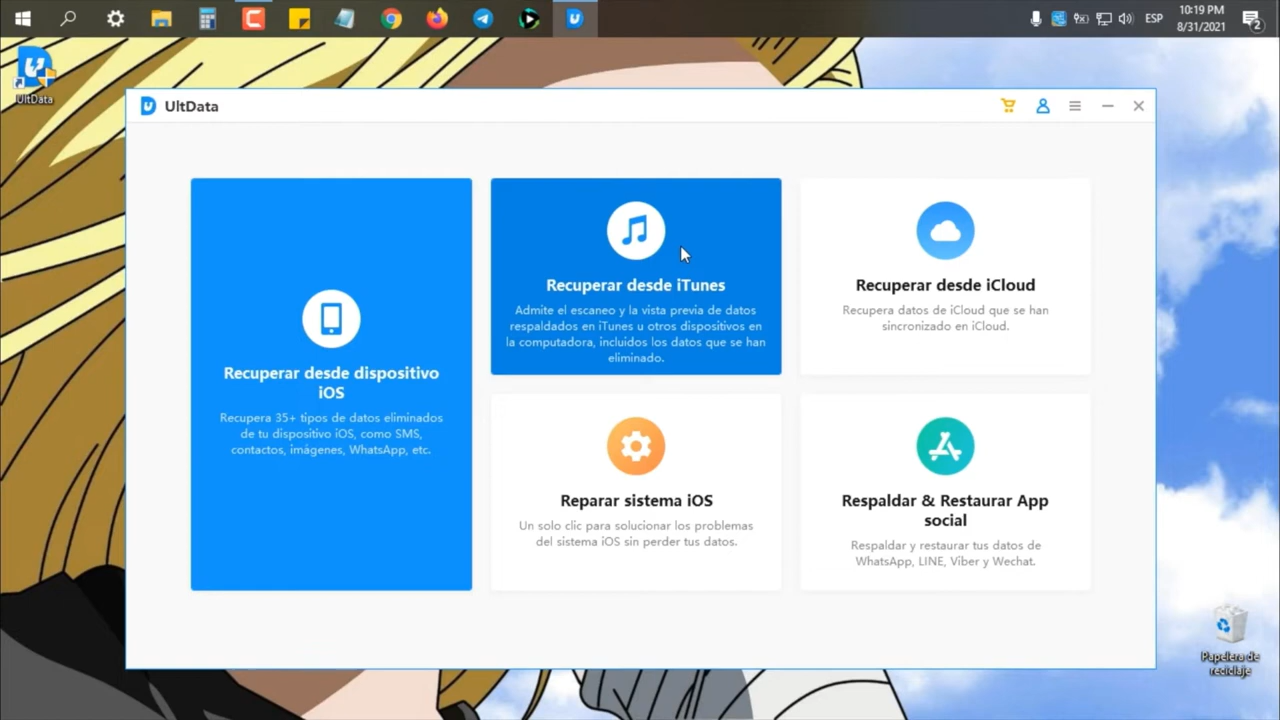 ESP
10:19 PM
8/31/2021
2
UltData
UltData
Recuperar desde dispositivo
iOS
Recupera 35+ tipos de datos eliminados
de tu dispositivo iOS, como SMS,
contactos, imágenes, WhatsApp, etc.
Recuperar desde iTunes
Admite el escaneo y la vista previa de datos
respaldados en iTunes u otros dispositivos en
la computadora, incluidos los datos que se han
eliminado.
Recuperar desde iCloud
Recupera datos de iCloud que se han
sincronizado en iCloud.
Reparar sistema iOS
Un solo clic para solucionar los problemas
del sistema iOS sin perder tus datos.
Respaldar & Restaurar App
social
Respaldar y restaurar tus datos de
WhatsApp, LINE, Viber y Wechat.
Papelera de
reciclaje